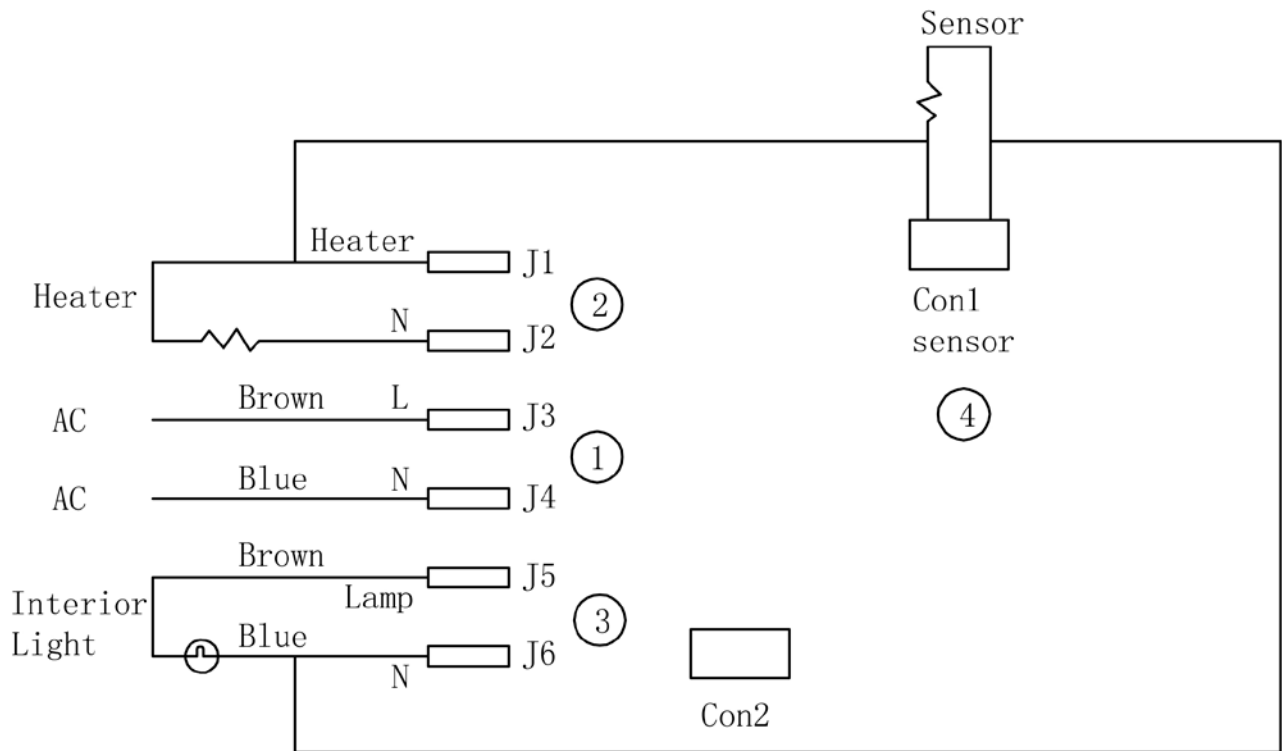 Sensor
Heater
J1
Heater
2
N
J2
Con1
sensor
Brown
L
J3
AC
4
1
Blue
N
J4
AC
Brown
J5
Lamp
Interior
Light
3
Blue
J6
N
Con2